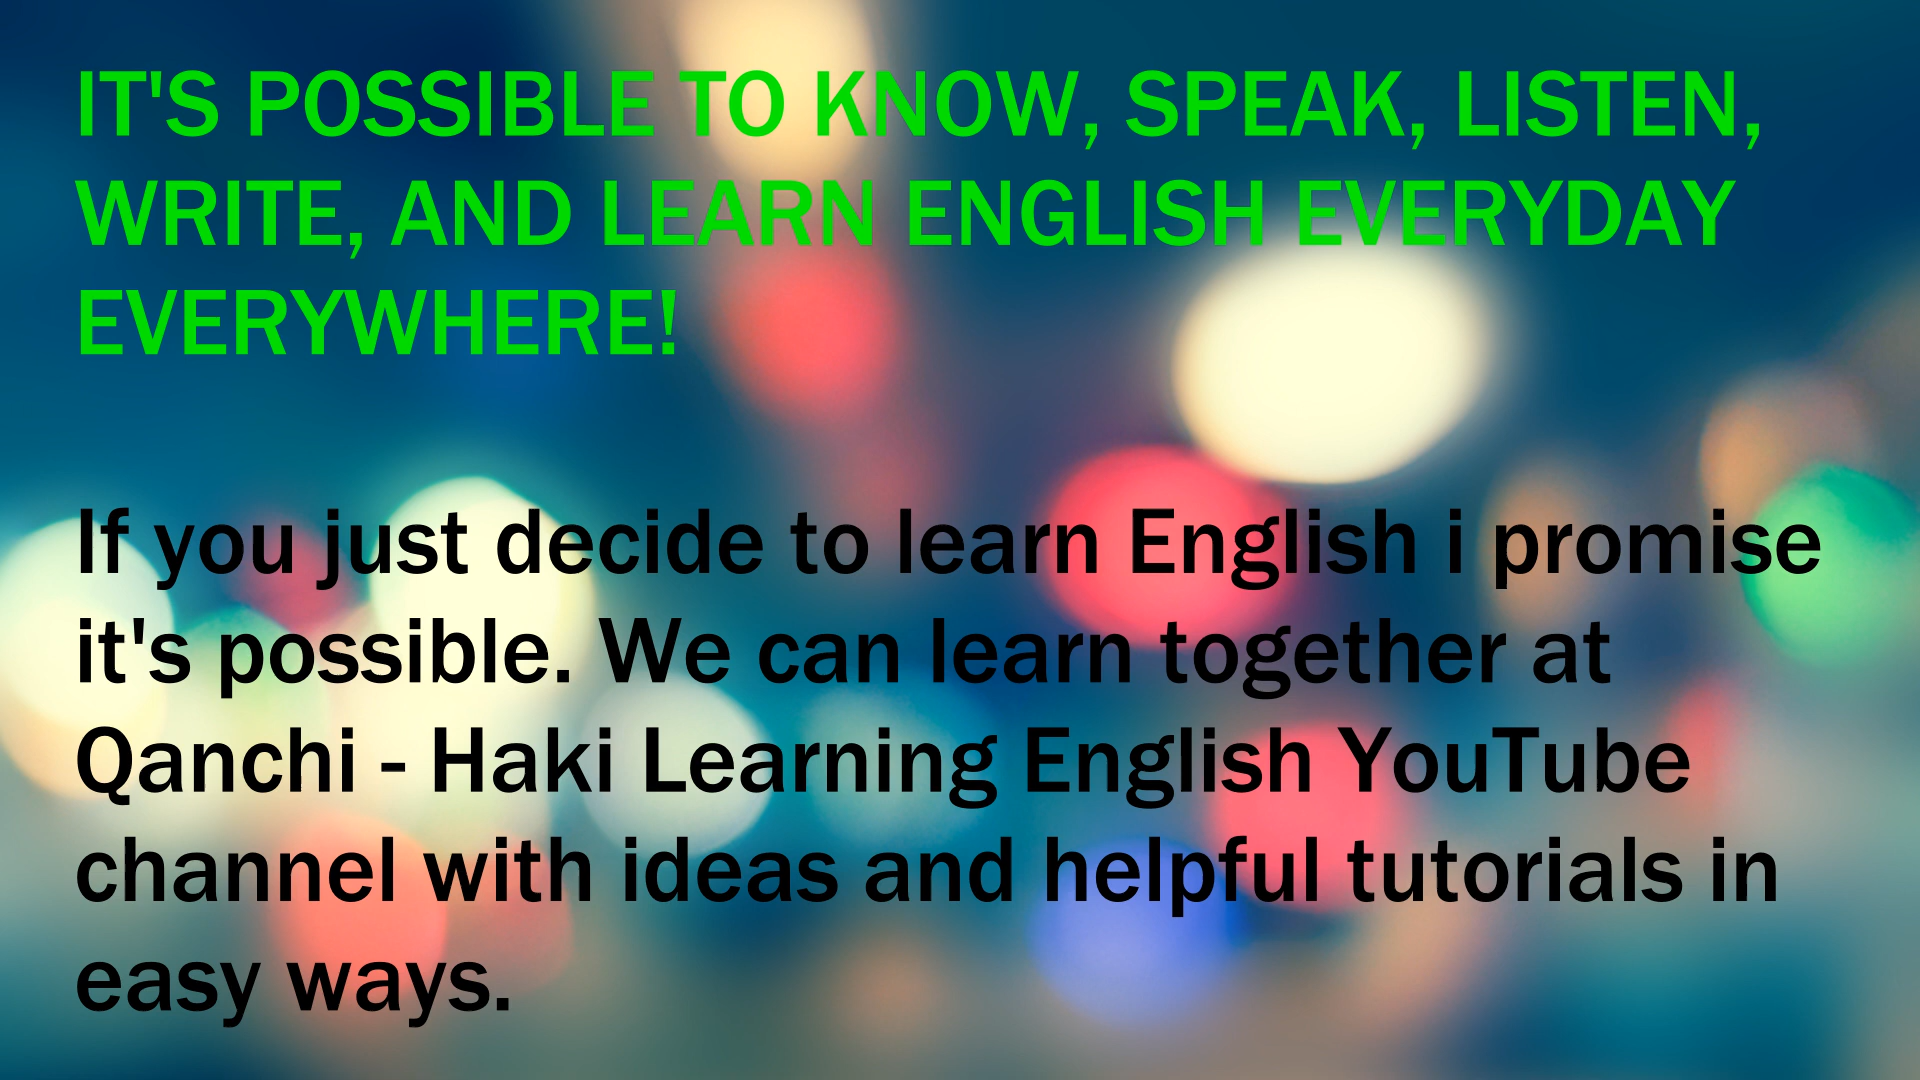 IT'S POSSIBLE TO KNOW, SPEAK, LISTEN,
WRITE, AND LEARN ENGLISH EVERYDAY
EVERYWHERE!
If you just decide to learn English i promise
it's possible. We can learn together at
Qanchi - Haki Learning English YouTube
channel with ideas and helpful tutorials in
easy ways.